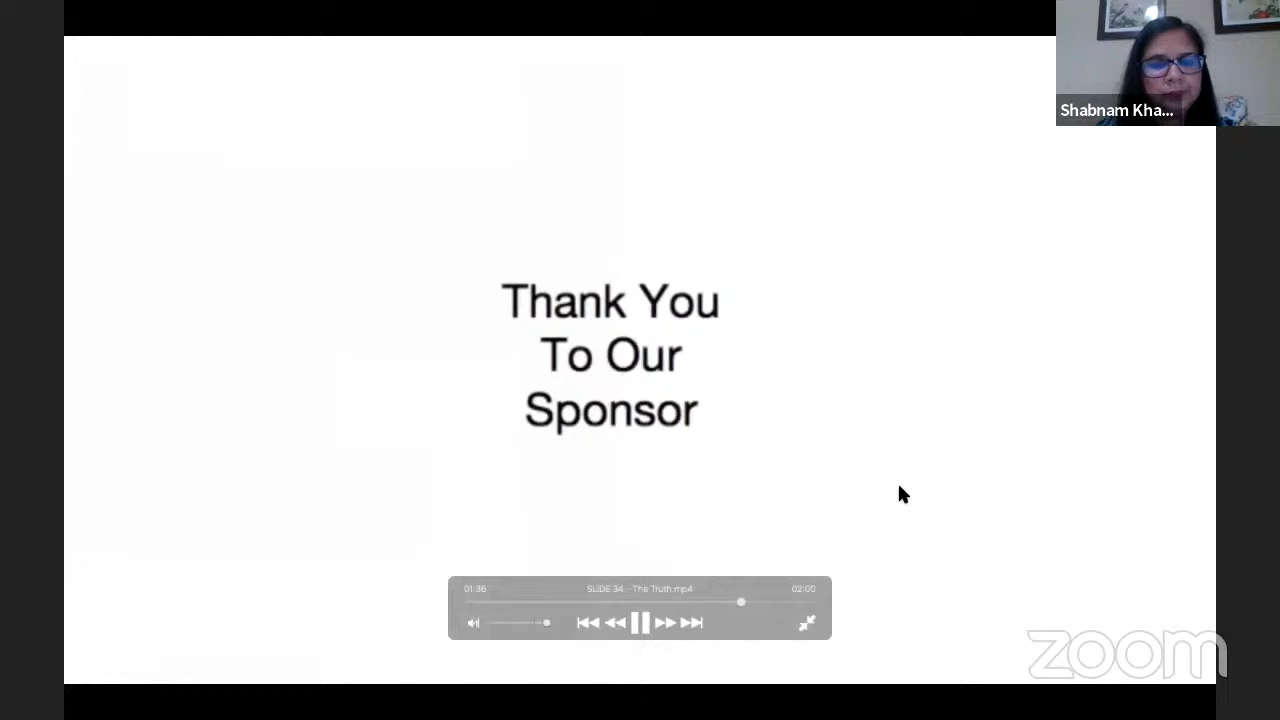 Shabnam Kha...
Thank You
To Our
Sponsor
01:36
SLIDE 34 - The Truth.mp4
02:00
zoom